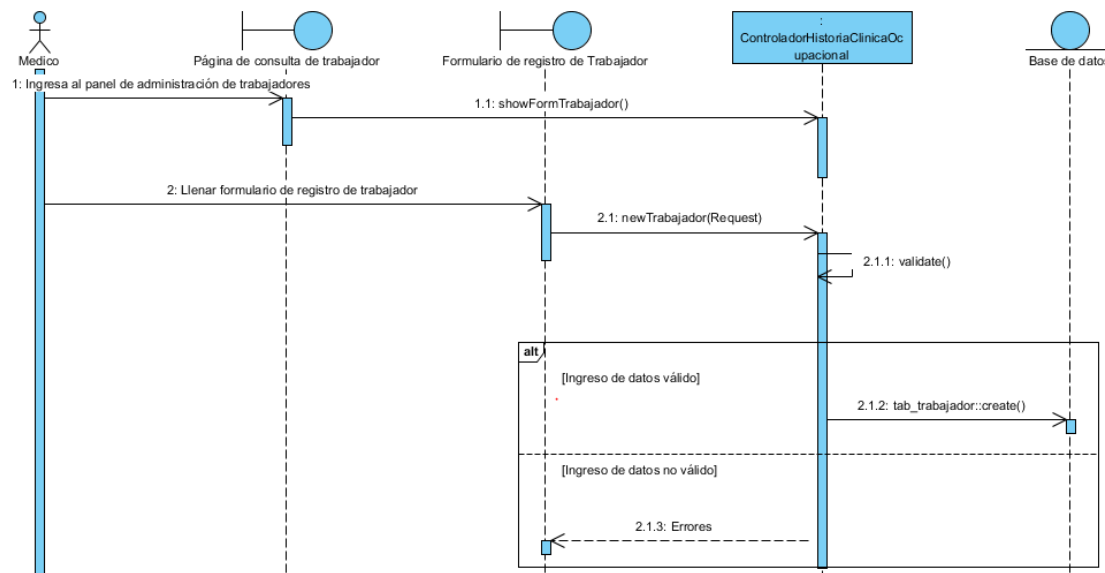 :
ControladorHistoriaClinicaOc
upacional
Medico
Página de consulta de trabajador
Formulario de registro de Trabajador
Base de datos
1: Ingresa al panel de administración de trabajadores
1.1: showFormTrabajador()
2: Llenar formulario de registro de trabajador
2.1: newTrabajador(Request)
2.1.1: validate()
alt
[Ingreso de datos válido]
2.1.2: tab_trabajador::create()
[Ingreso de datos no válido]
2.1.3: Errores